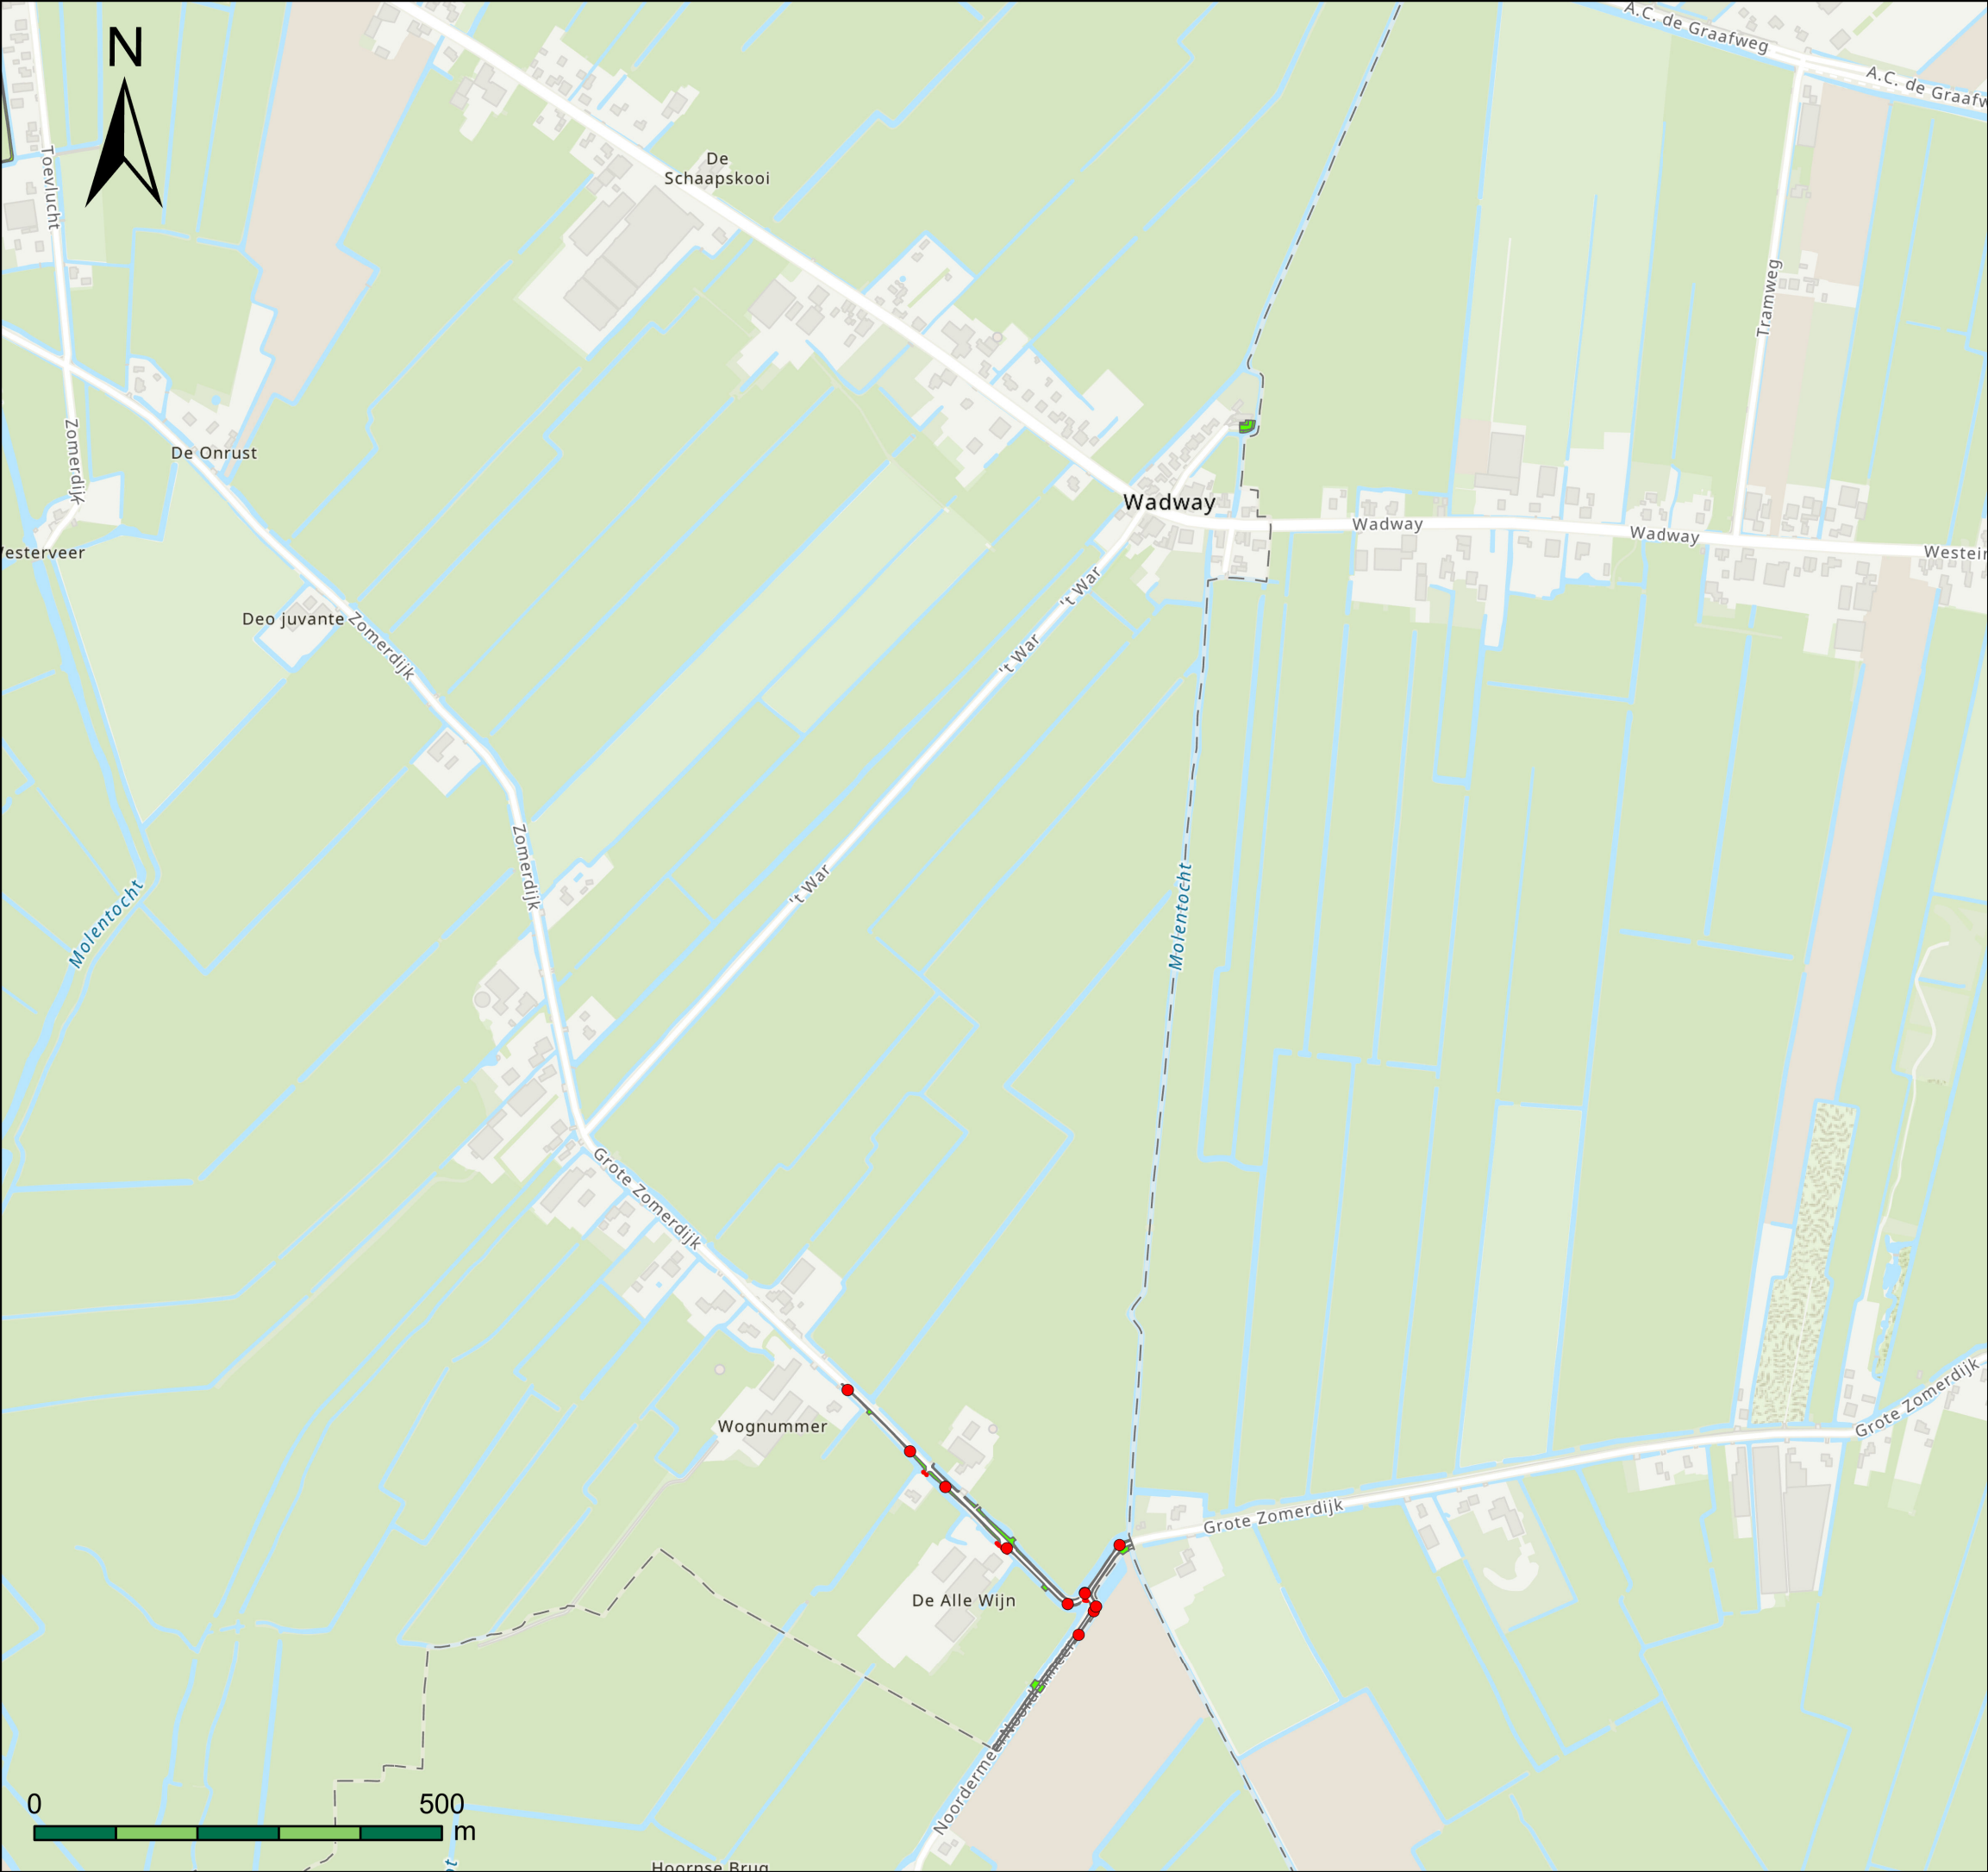 A.C. de Graafweg
N
A.C. de Graafw
Toevlucht
De
Schaapskooi
Tramweg
De Onrust
Zomerdijk
Wadway
Wadway
Wadway
Westerveer
Westein
't War
Deo juvante
Zomerdijk
't War
Zomerdijk
't War
Molentocht
Molentocht
Grote Zomerdijk
Grote Zomerdijk
Wognummer
Grote Zomerdijk
De Alle Wijn
Noordermeer
0
500
m
Hoornse Brug